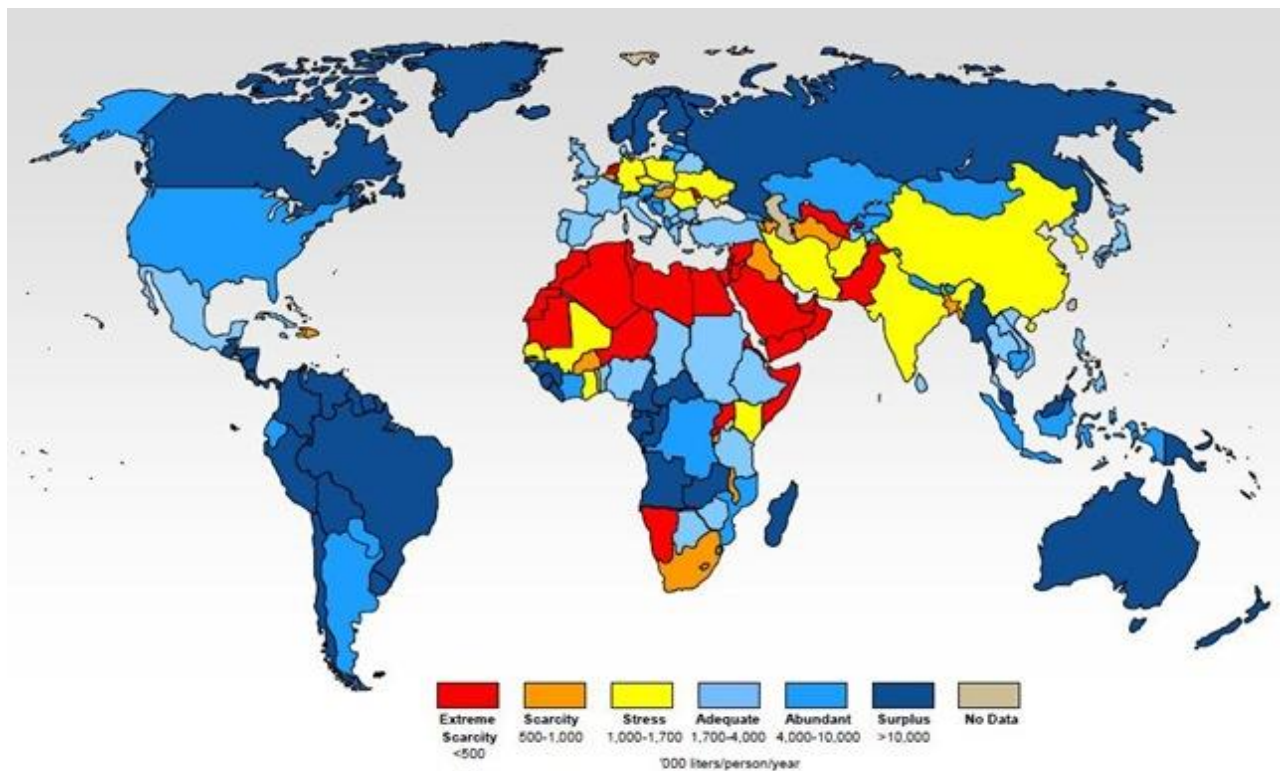 Extreme Scarcity Stress Adequate Abundant Surplus No Data
Scarcity 500-1,000 1,000-1,700 1,700-4,000 4,000-10,000 >10,000
<500
'000 liters/person/year